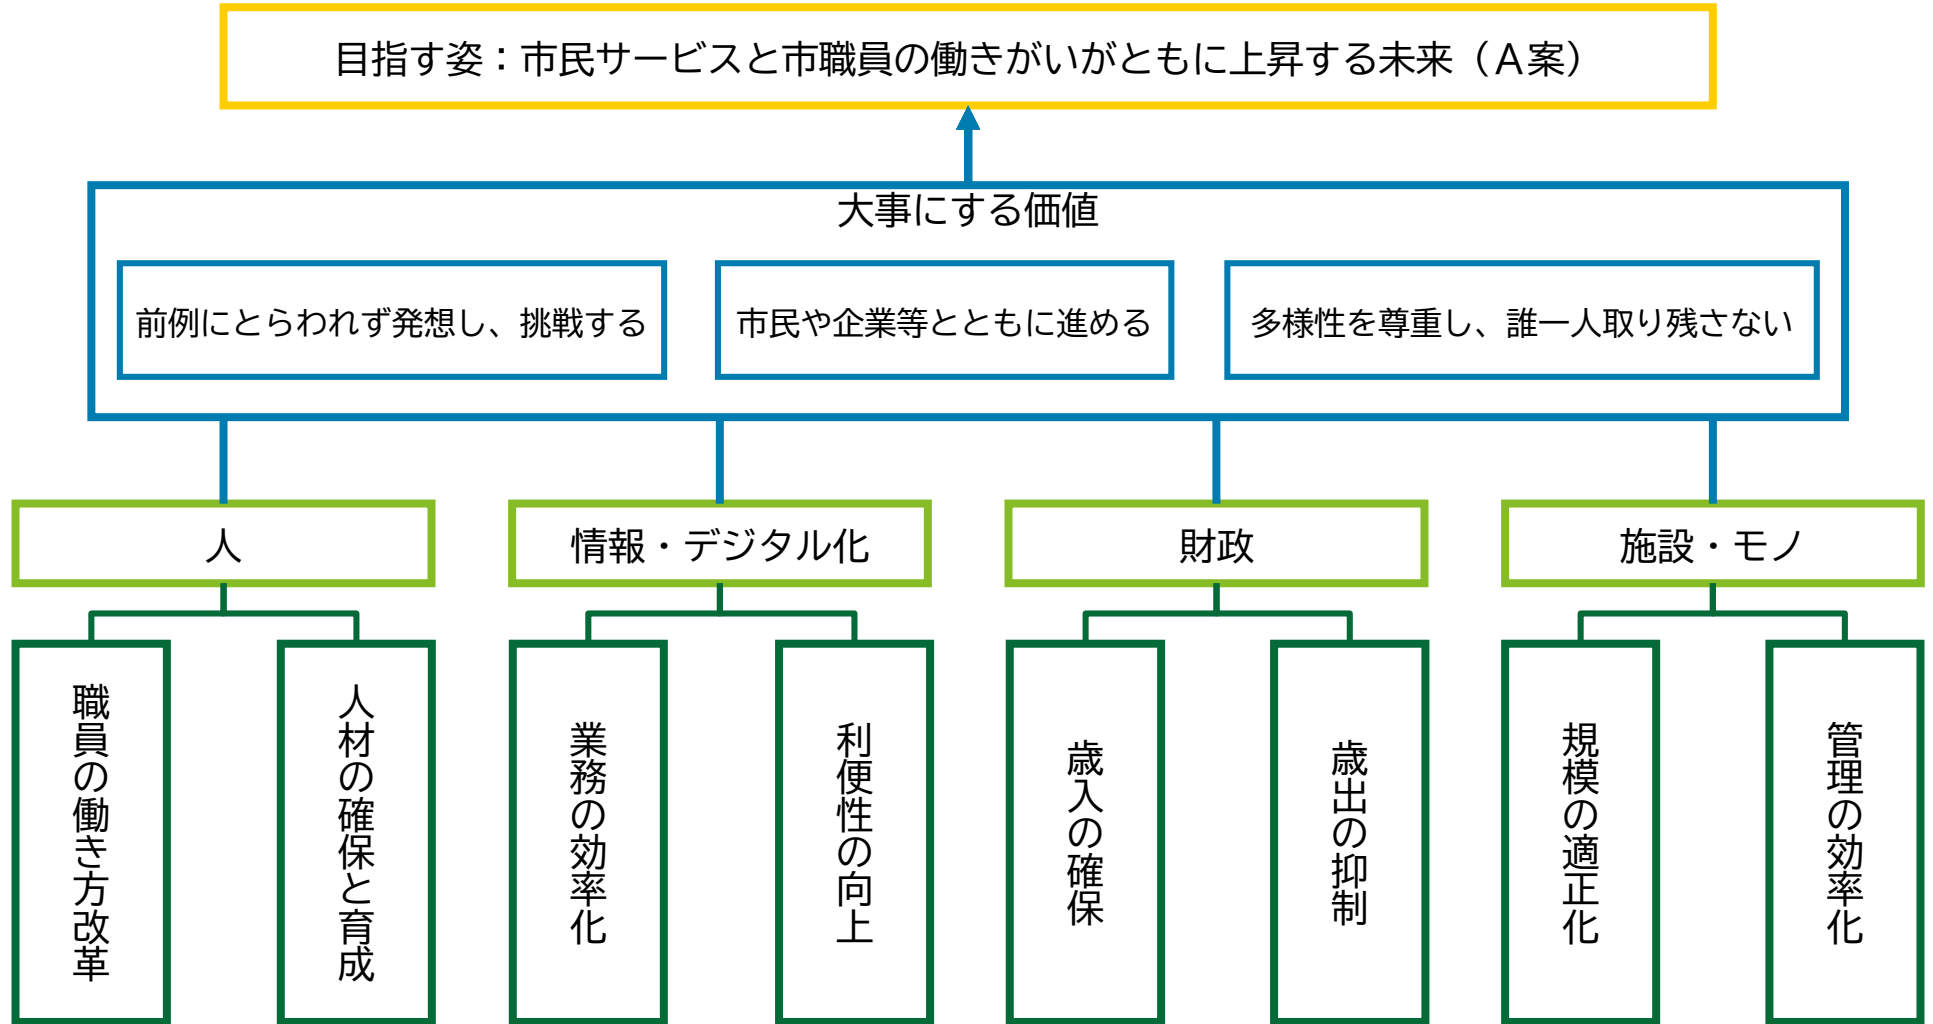 目指す姿：市民サービスと市職員の働きがいがともに上昇する未来（Ａ案）
大事にする価値
前例にとらわれず発想し、挑戦する
市民や企業等とともに進める
多様性を尊重し、誰一人取り残さない
人
情報・デジタル化
財政
施設・モノ
職員の働き方改革
人材の確保と育成
業務の効率化
利便性の向上
歳入の確保
歳出の抑制
規模の適正化
管理の効率化